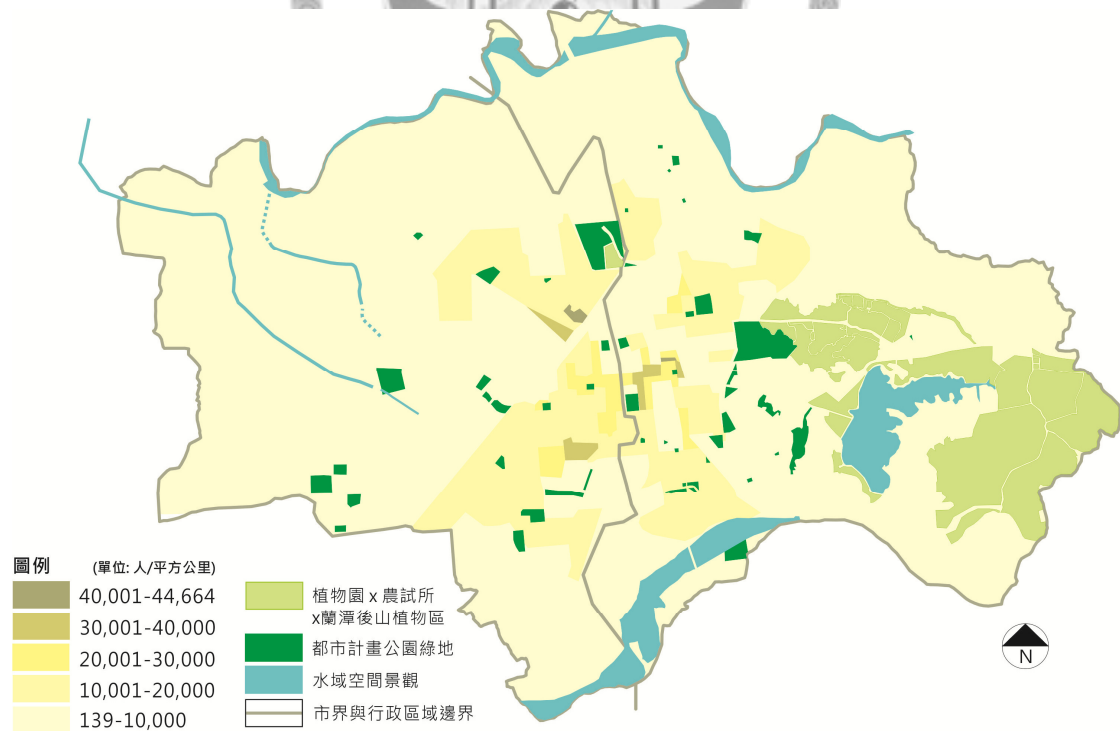 圖例 (單位: 人/平方公里)
40,001-44,664
30,001-40,000
20,001-30,000
10,001-20,000
139-10,000
植物園 x 農試所
x蘭潭後山植物區
都市計畫公園綠地
水域空間景觀
市界與行政區域邊界
N